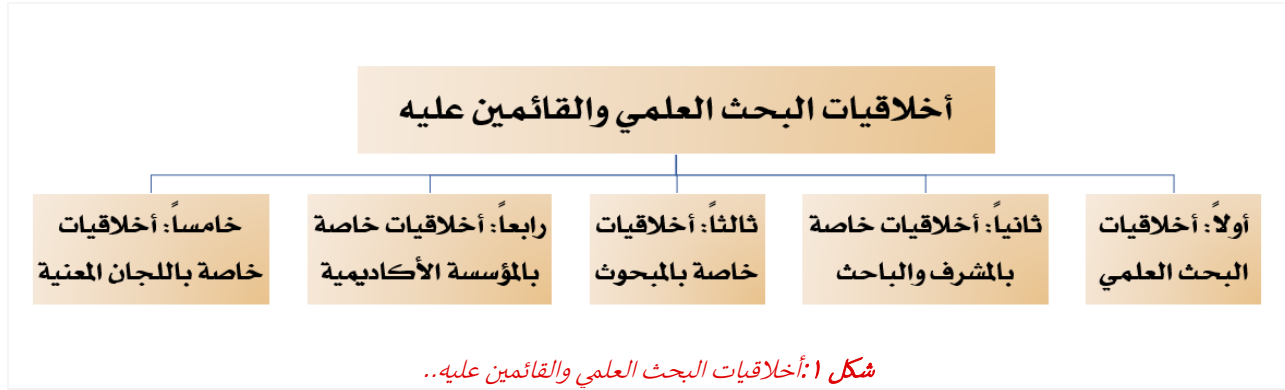 أخلاقيات البحث العلمي والقائمين عليه
أولاً: أخلاقيات
البحث العلمي
ثانياً: أخلاقيات خاصة
بالمشرف والباحث
ثالثاً: أخلاقيات
خاصة بالمبحوث
رابعاً: أخلاقيات خاصة
بالمؤسسة الأكاديمية
خامساً: أخلاقيات
خاصة باللجان المعنية
شكل ١:أخلاقيات البحث العلمي والقائمين عليه..